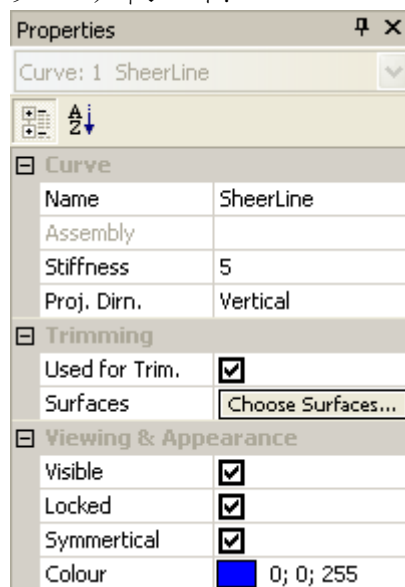 Properties
Curve: 1 SheerLine
Curve
Name SheerLine
Assembly
Stiffness 5
Proj. Dirn. Vertical
Trimming
Used for Trim.
Surfaces Choose Surfaces...
Viewing & Appearance
Visible
Locked
Symmertical
Colour 0; 0; 255